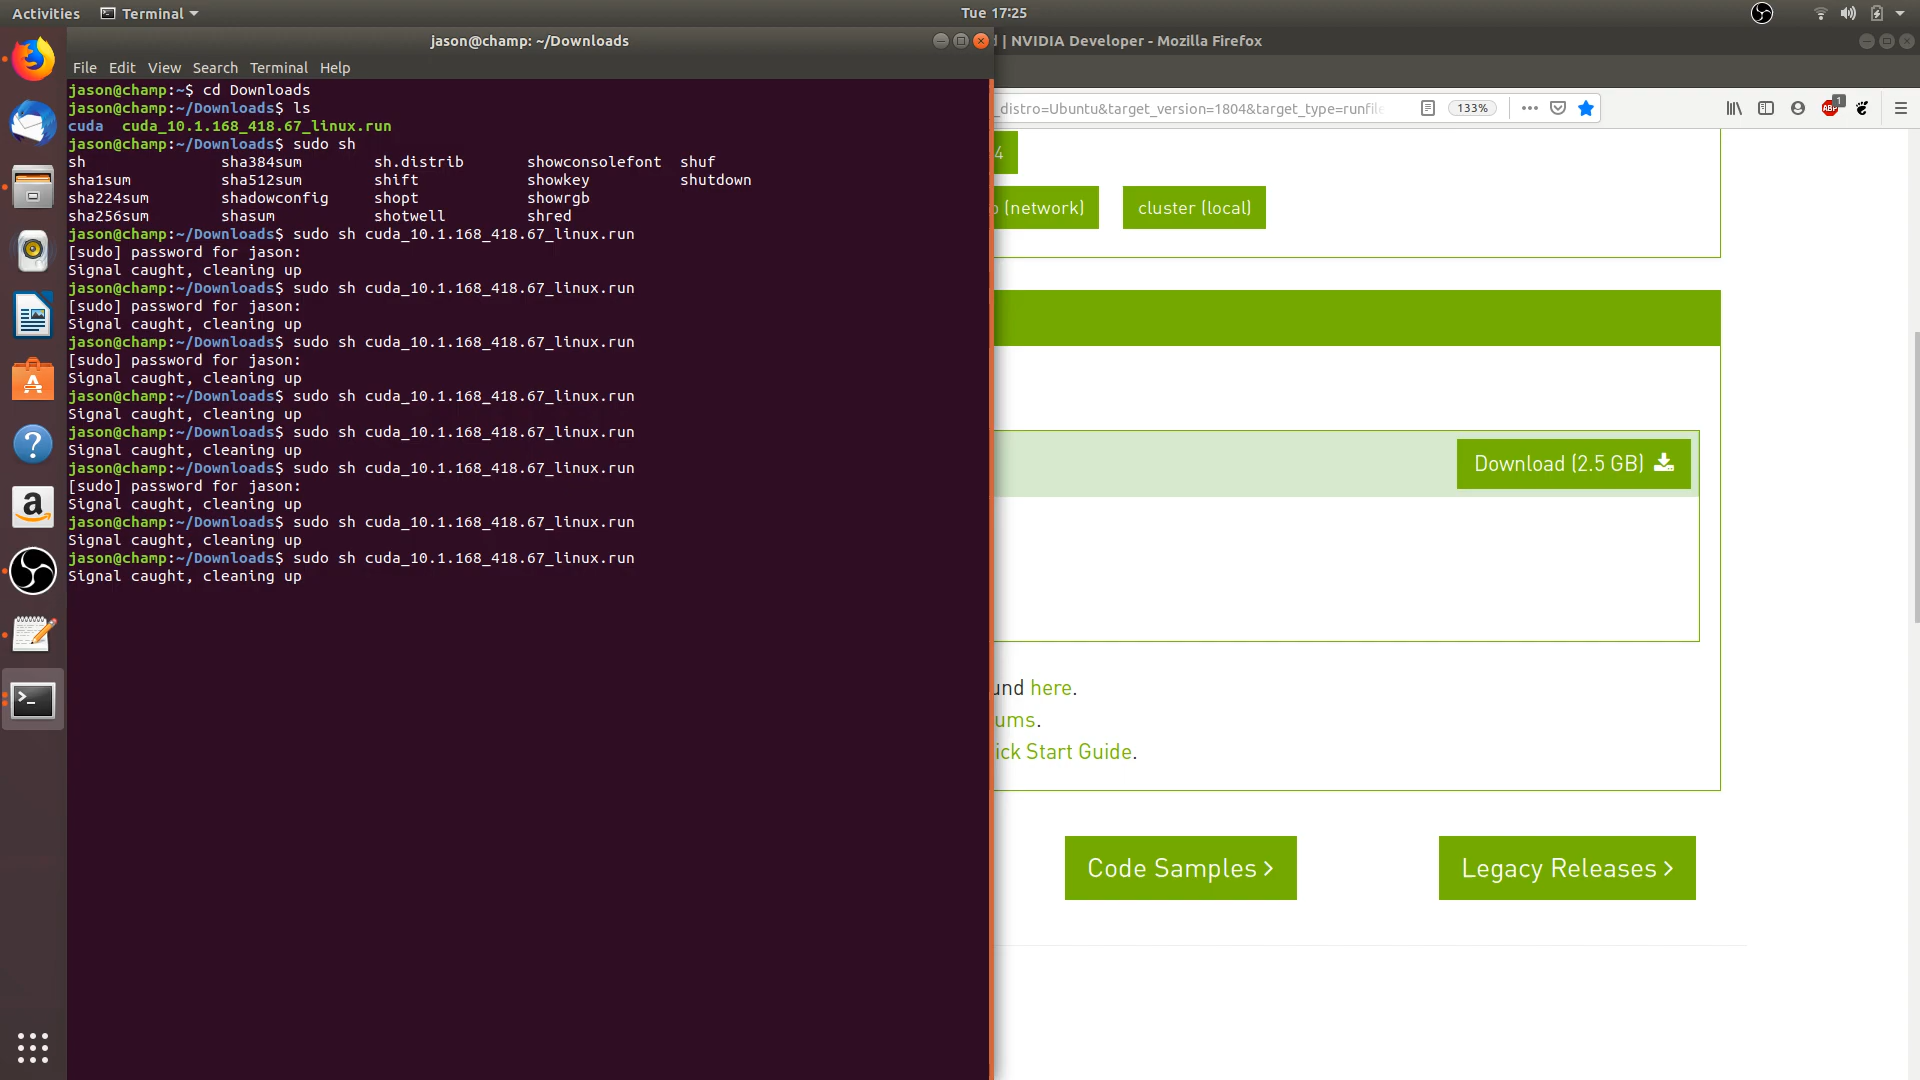 Activities Terminal Tue 17:25
jason@champ: ~/Downloads
| NVIDIA Developer - Mozilla Firefox
File Edit View Search Terminal Help
jason@champ:~$ cd Downloads
jason@champ:~/Downloads$ ls
cuda cuda_10.1.168_418.67_linux.run
jason@champ:~/Downloads$ sudo sh
sh sha384sum sh.distrib showconsolefont shuf
sha1sum sha512sum shift showkey shutdown
sha224sum shadowconfig shopt showrgb
sha256sum shasum shotwell shred
jason@champ:~/Downloads$ sudo sh cuda_10.1.168_418.67_linux.run
[sudo] password for jason:
Signal caught, cleaning up
jason@champ:~/Downloads$ sudo sh cuda_10.1.168_418.67_linux.run
[sudo] password for jason:
Signal caught, cleaning up
jason@champ:~/Downloads$ sudo sh cuda_10.1.168_418.67_linux.run
[sudo] password for jason:
Signal caught, cleaning up
jason@champ:~/Downloads$ sudo sh cuda_10.1.168_418.67_linux.run
Signal caught, cleaning up
jason@champ:~/Downloads$ sudo sh cuda_10.1.168_418.67_linux.run
Signal caught, cleaning up
jason@champ:~/Downloads$ sudo sh cuda_10.1.168_418.67_linux.run
[sudo] password for jason:
Signal caught, cleaning up
jason@champ:~/Downloads$ sudo sh cuda_10.1.168_418.67_linux.run
Signal caught, cleaning up
jason@champ:~/Downloads$ sudo sh cuda_10.1.168_418.67_linux.run
Signal caught, cleaning up
_distro=Ubuntu&target_version=1804&target_type=runfile 133% ABP 1
4
(network) cluster (local)
Download (2.5 GB)
und here.
ums.
ick Start Guide.
Code Samples >
Legacy Releases >